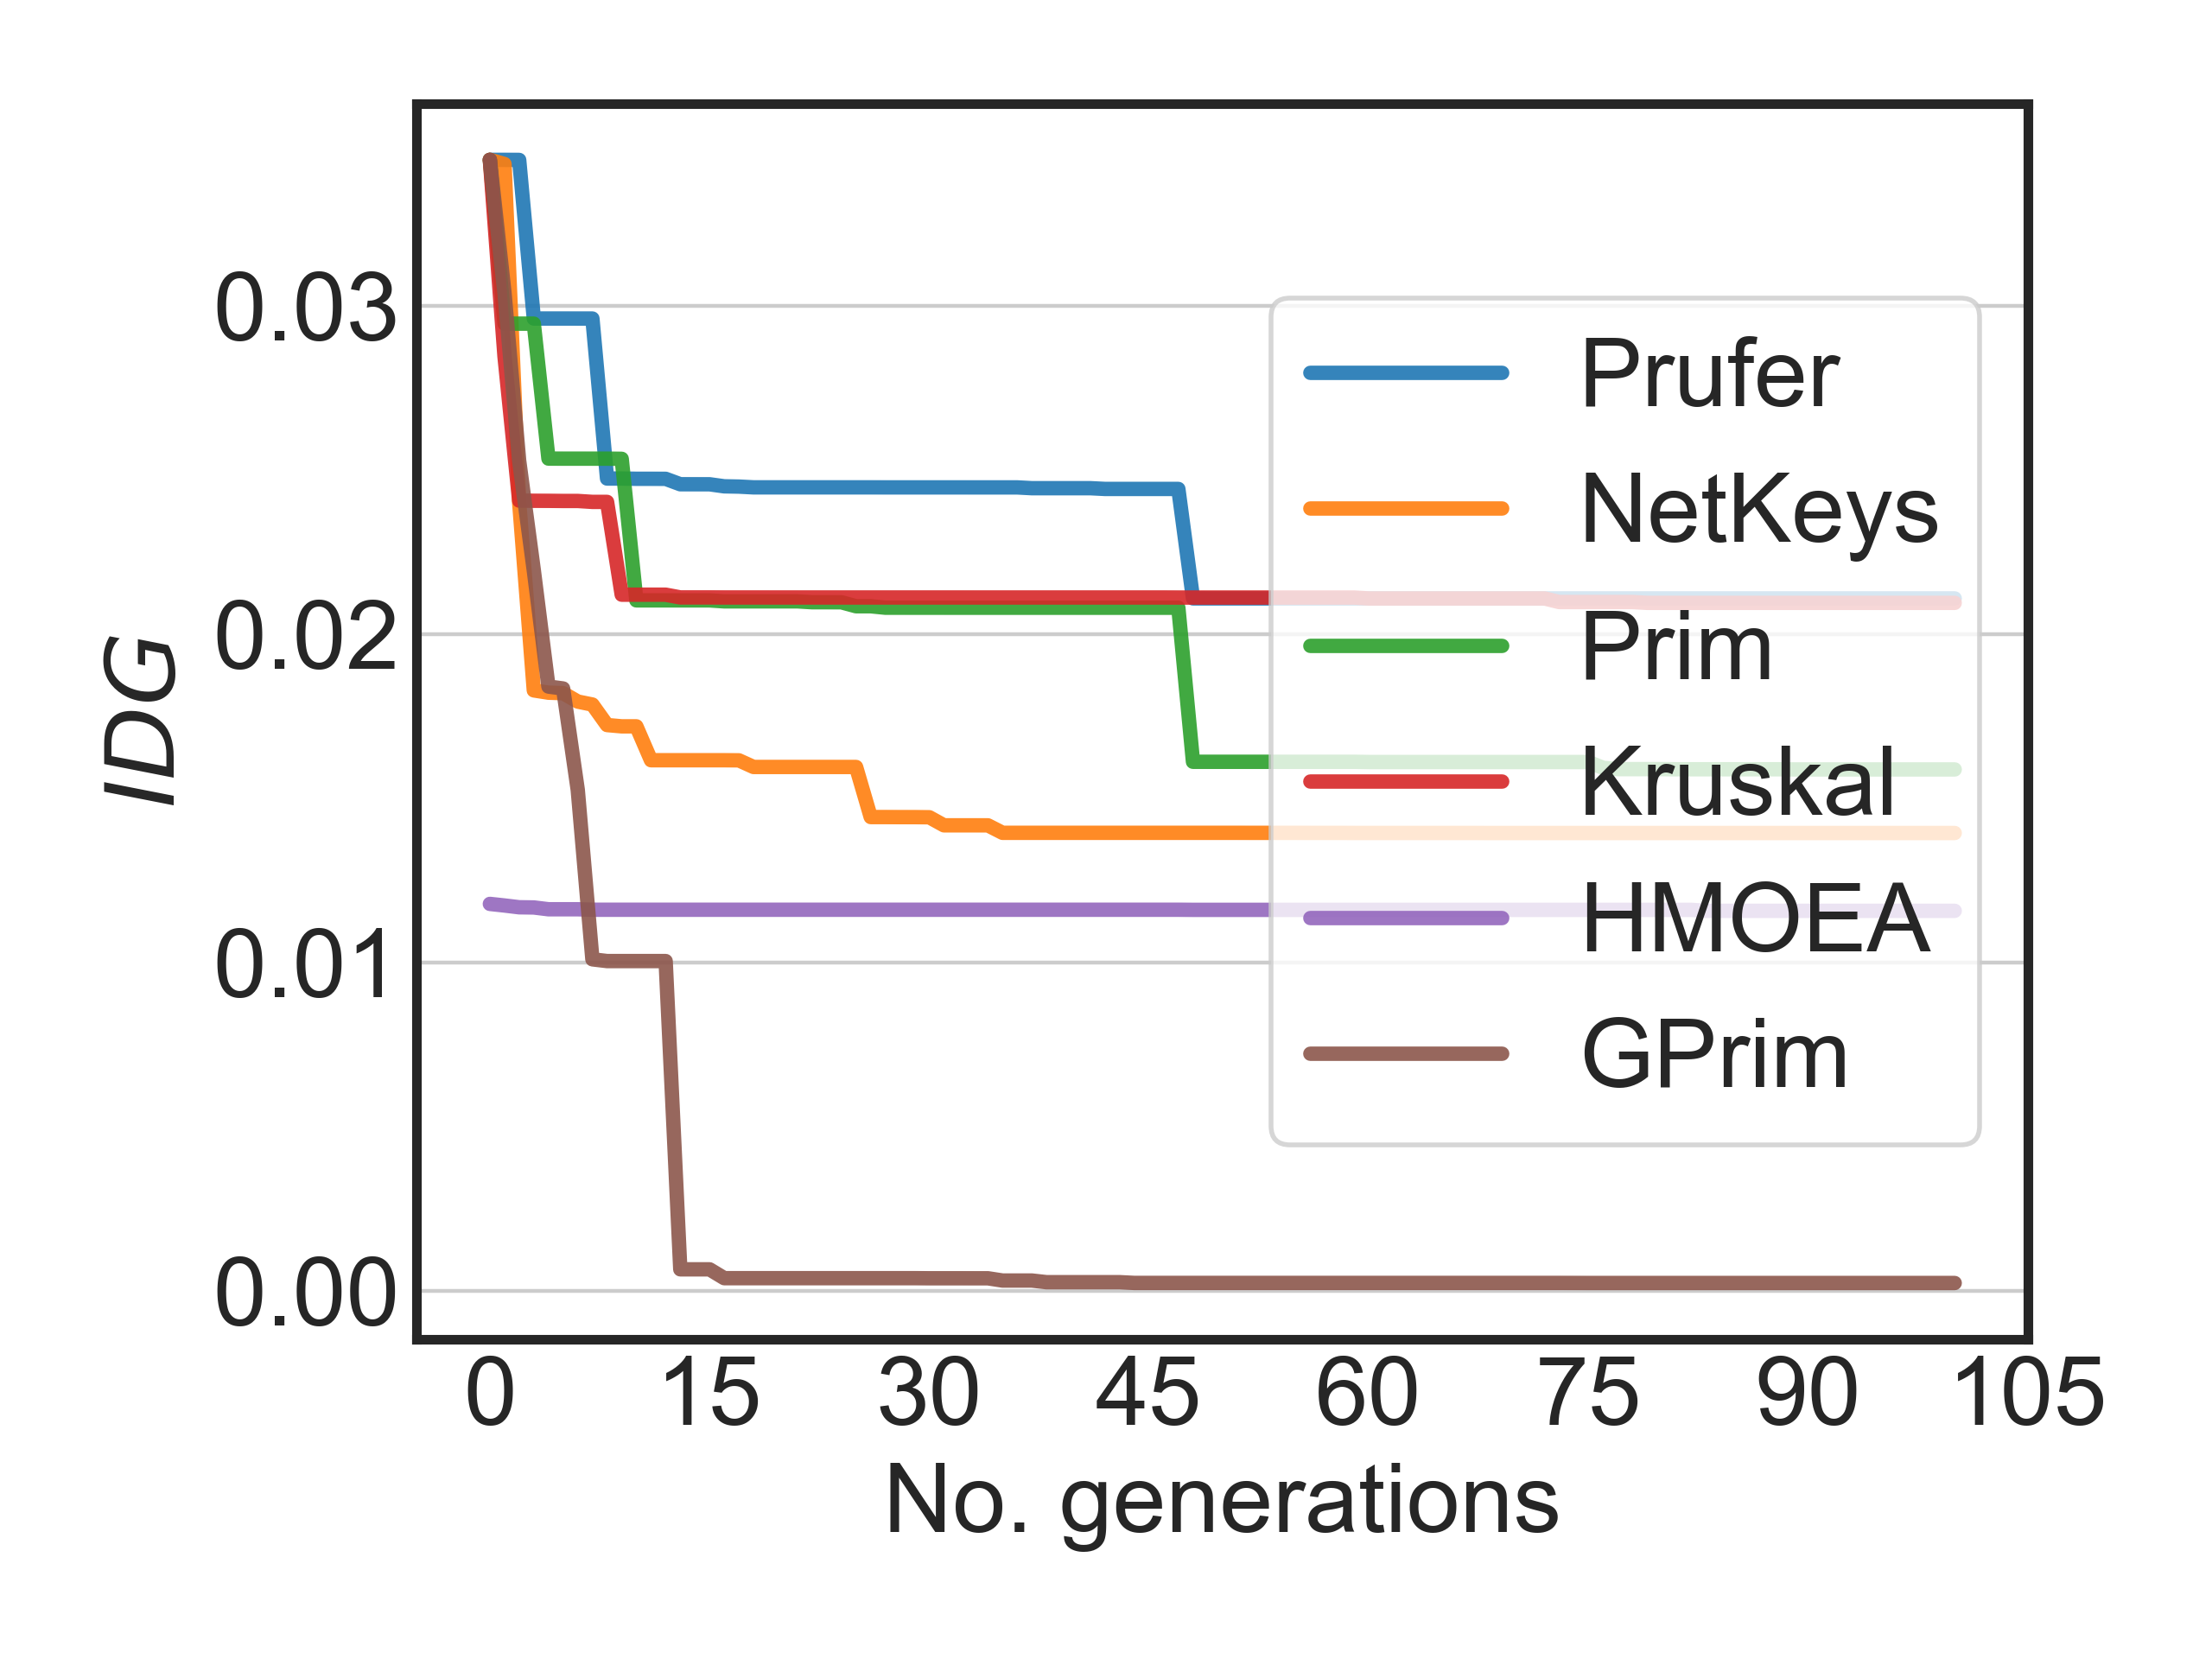 IDG
0.03
0.02
0.01
0.00
0 15 30 45 60 75 90 105
No. generations
Prufer
NetKeys
Prim
Kruskal
HMOEA
GPrim